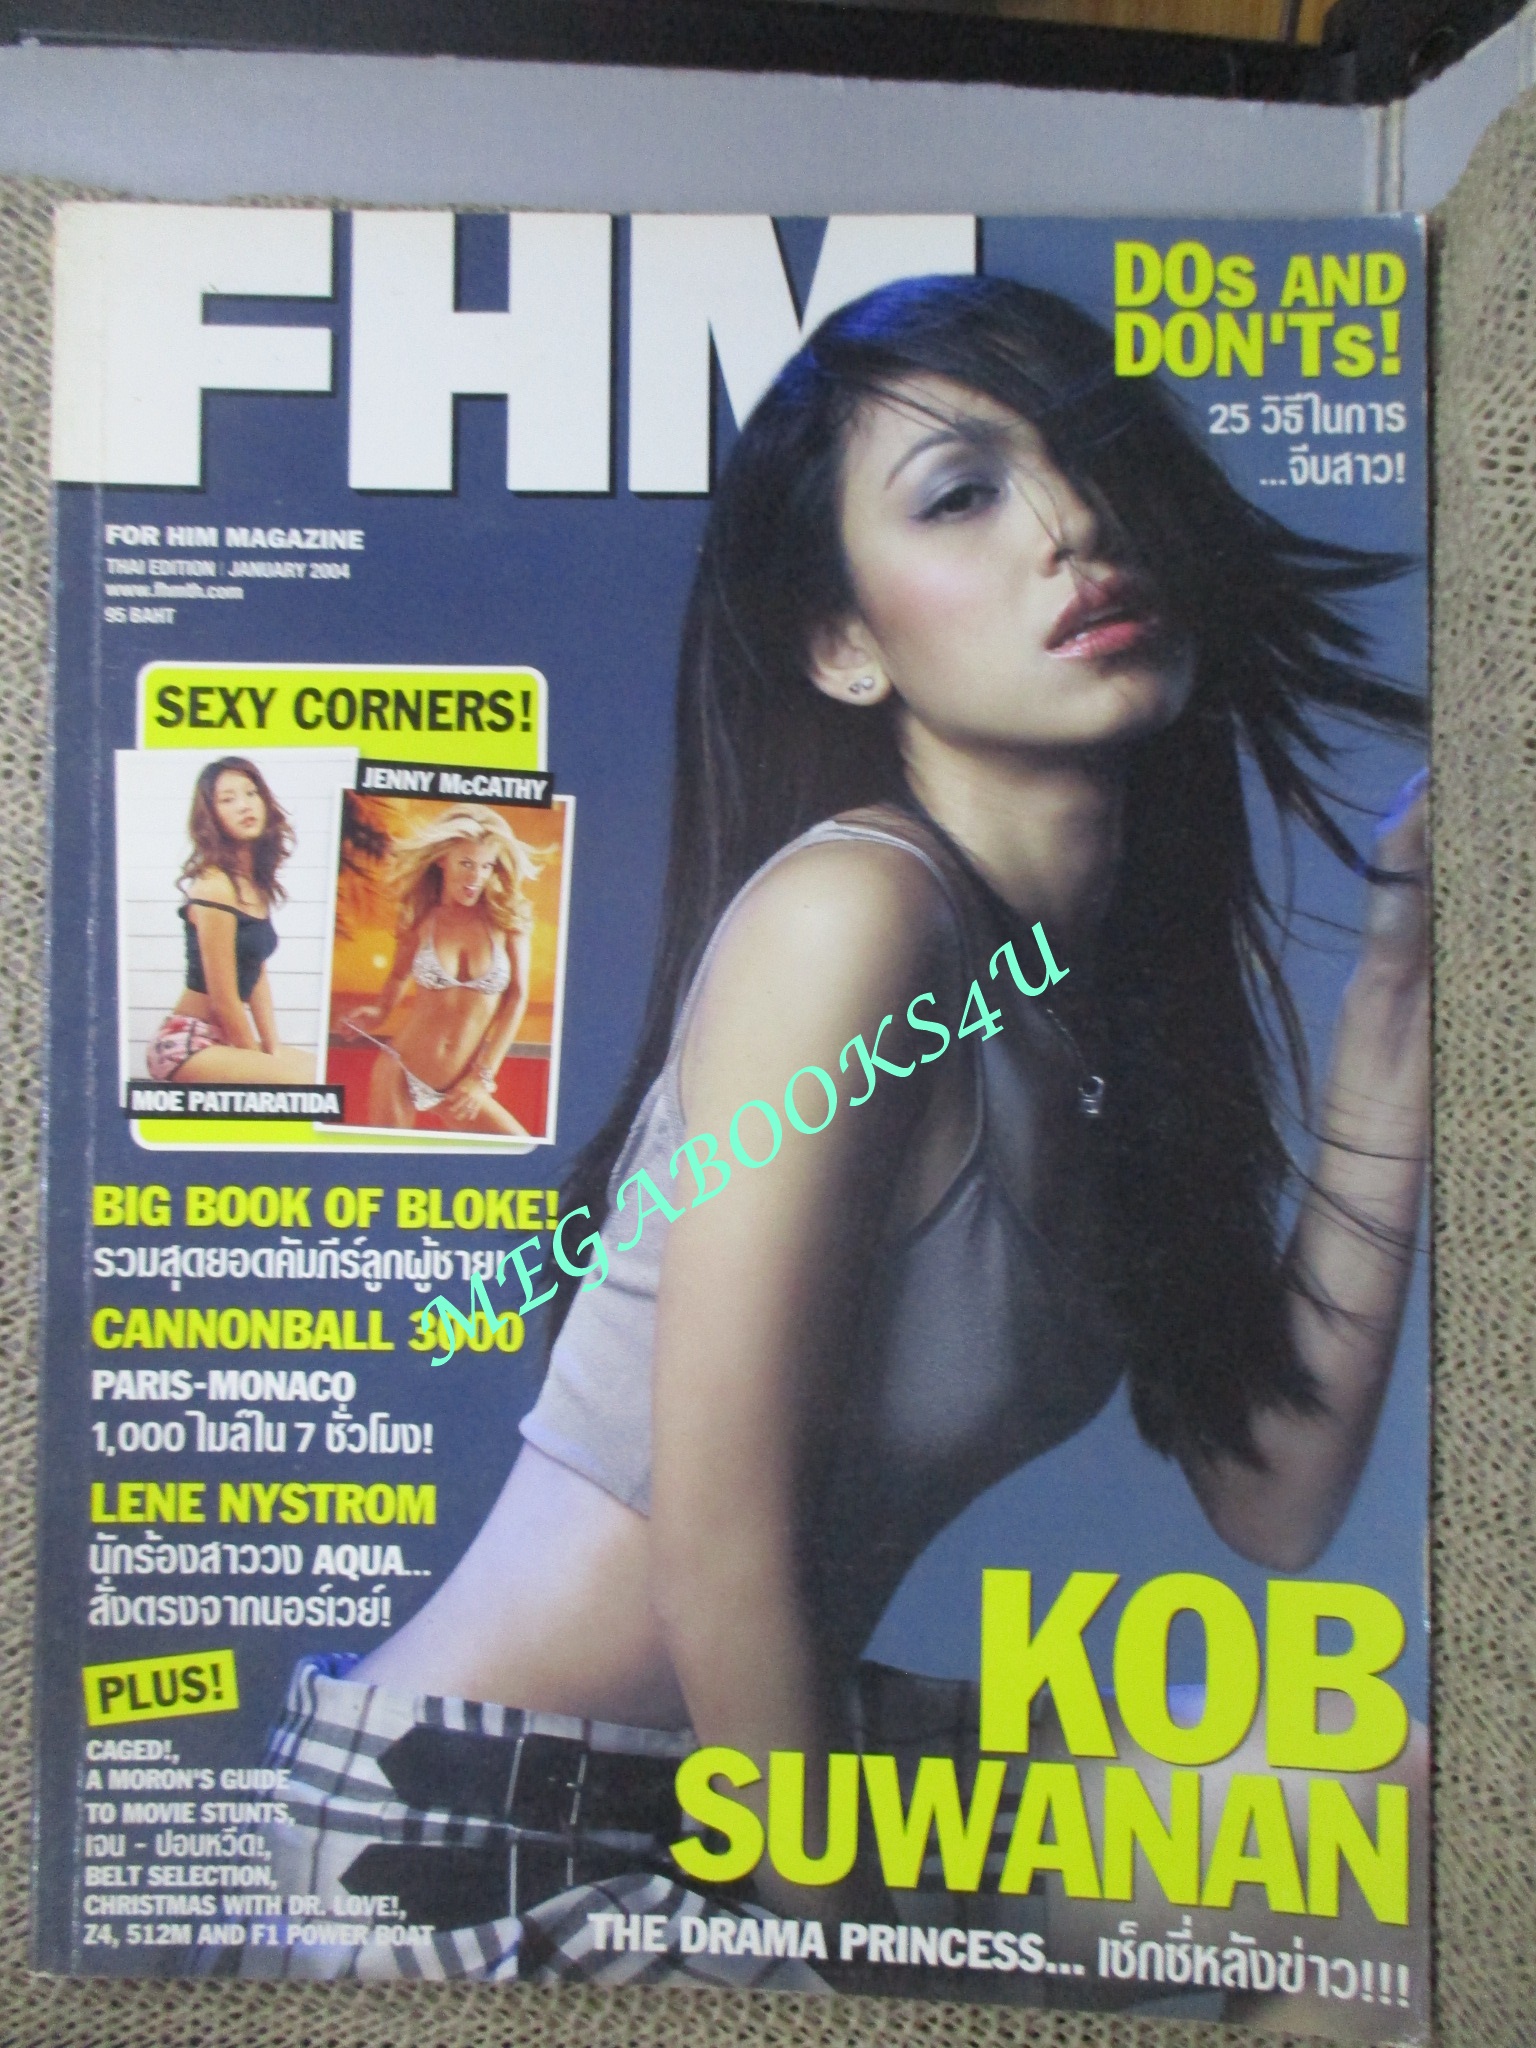 FHM
DOs AND
DON'Ts!
25 วิธีในการ
...จีบสาว!
FOR HIM MAGAZINE
THAI EDITION | JANUARY 2004
www.fhmth.com
95 BAHT
SEXY CORNERS!
JENNY McCATHY
MOE PATTARATIDA
BIG BOOK OF BLOKE!
รวมสุดยอดคัมภีร์ลูกผู้ชาย!
CANNONBALL 3000
PARIS-MONACO
1,000 ไมล์ใน 7 ชั่วโมง!
LENE NYSTROM
นักร้องสาววง AQUA...
สั่งตรงจากนอร์เวย์!
PLUS!
CAGED!,
A MORON'S GUIDE
TO MOVIE STUNTS,
เจน - ปอบหวีด!,
BELT SELECTION,
CHRISTMAS WITH DR. LOVE!,
Z4, 512M AND F1 POWER BOAT
KOB
SUWANAN
THE DRAMA PRINCESS... เซ็กซี่หลังข่าว!!!
MEGABOOKS4U